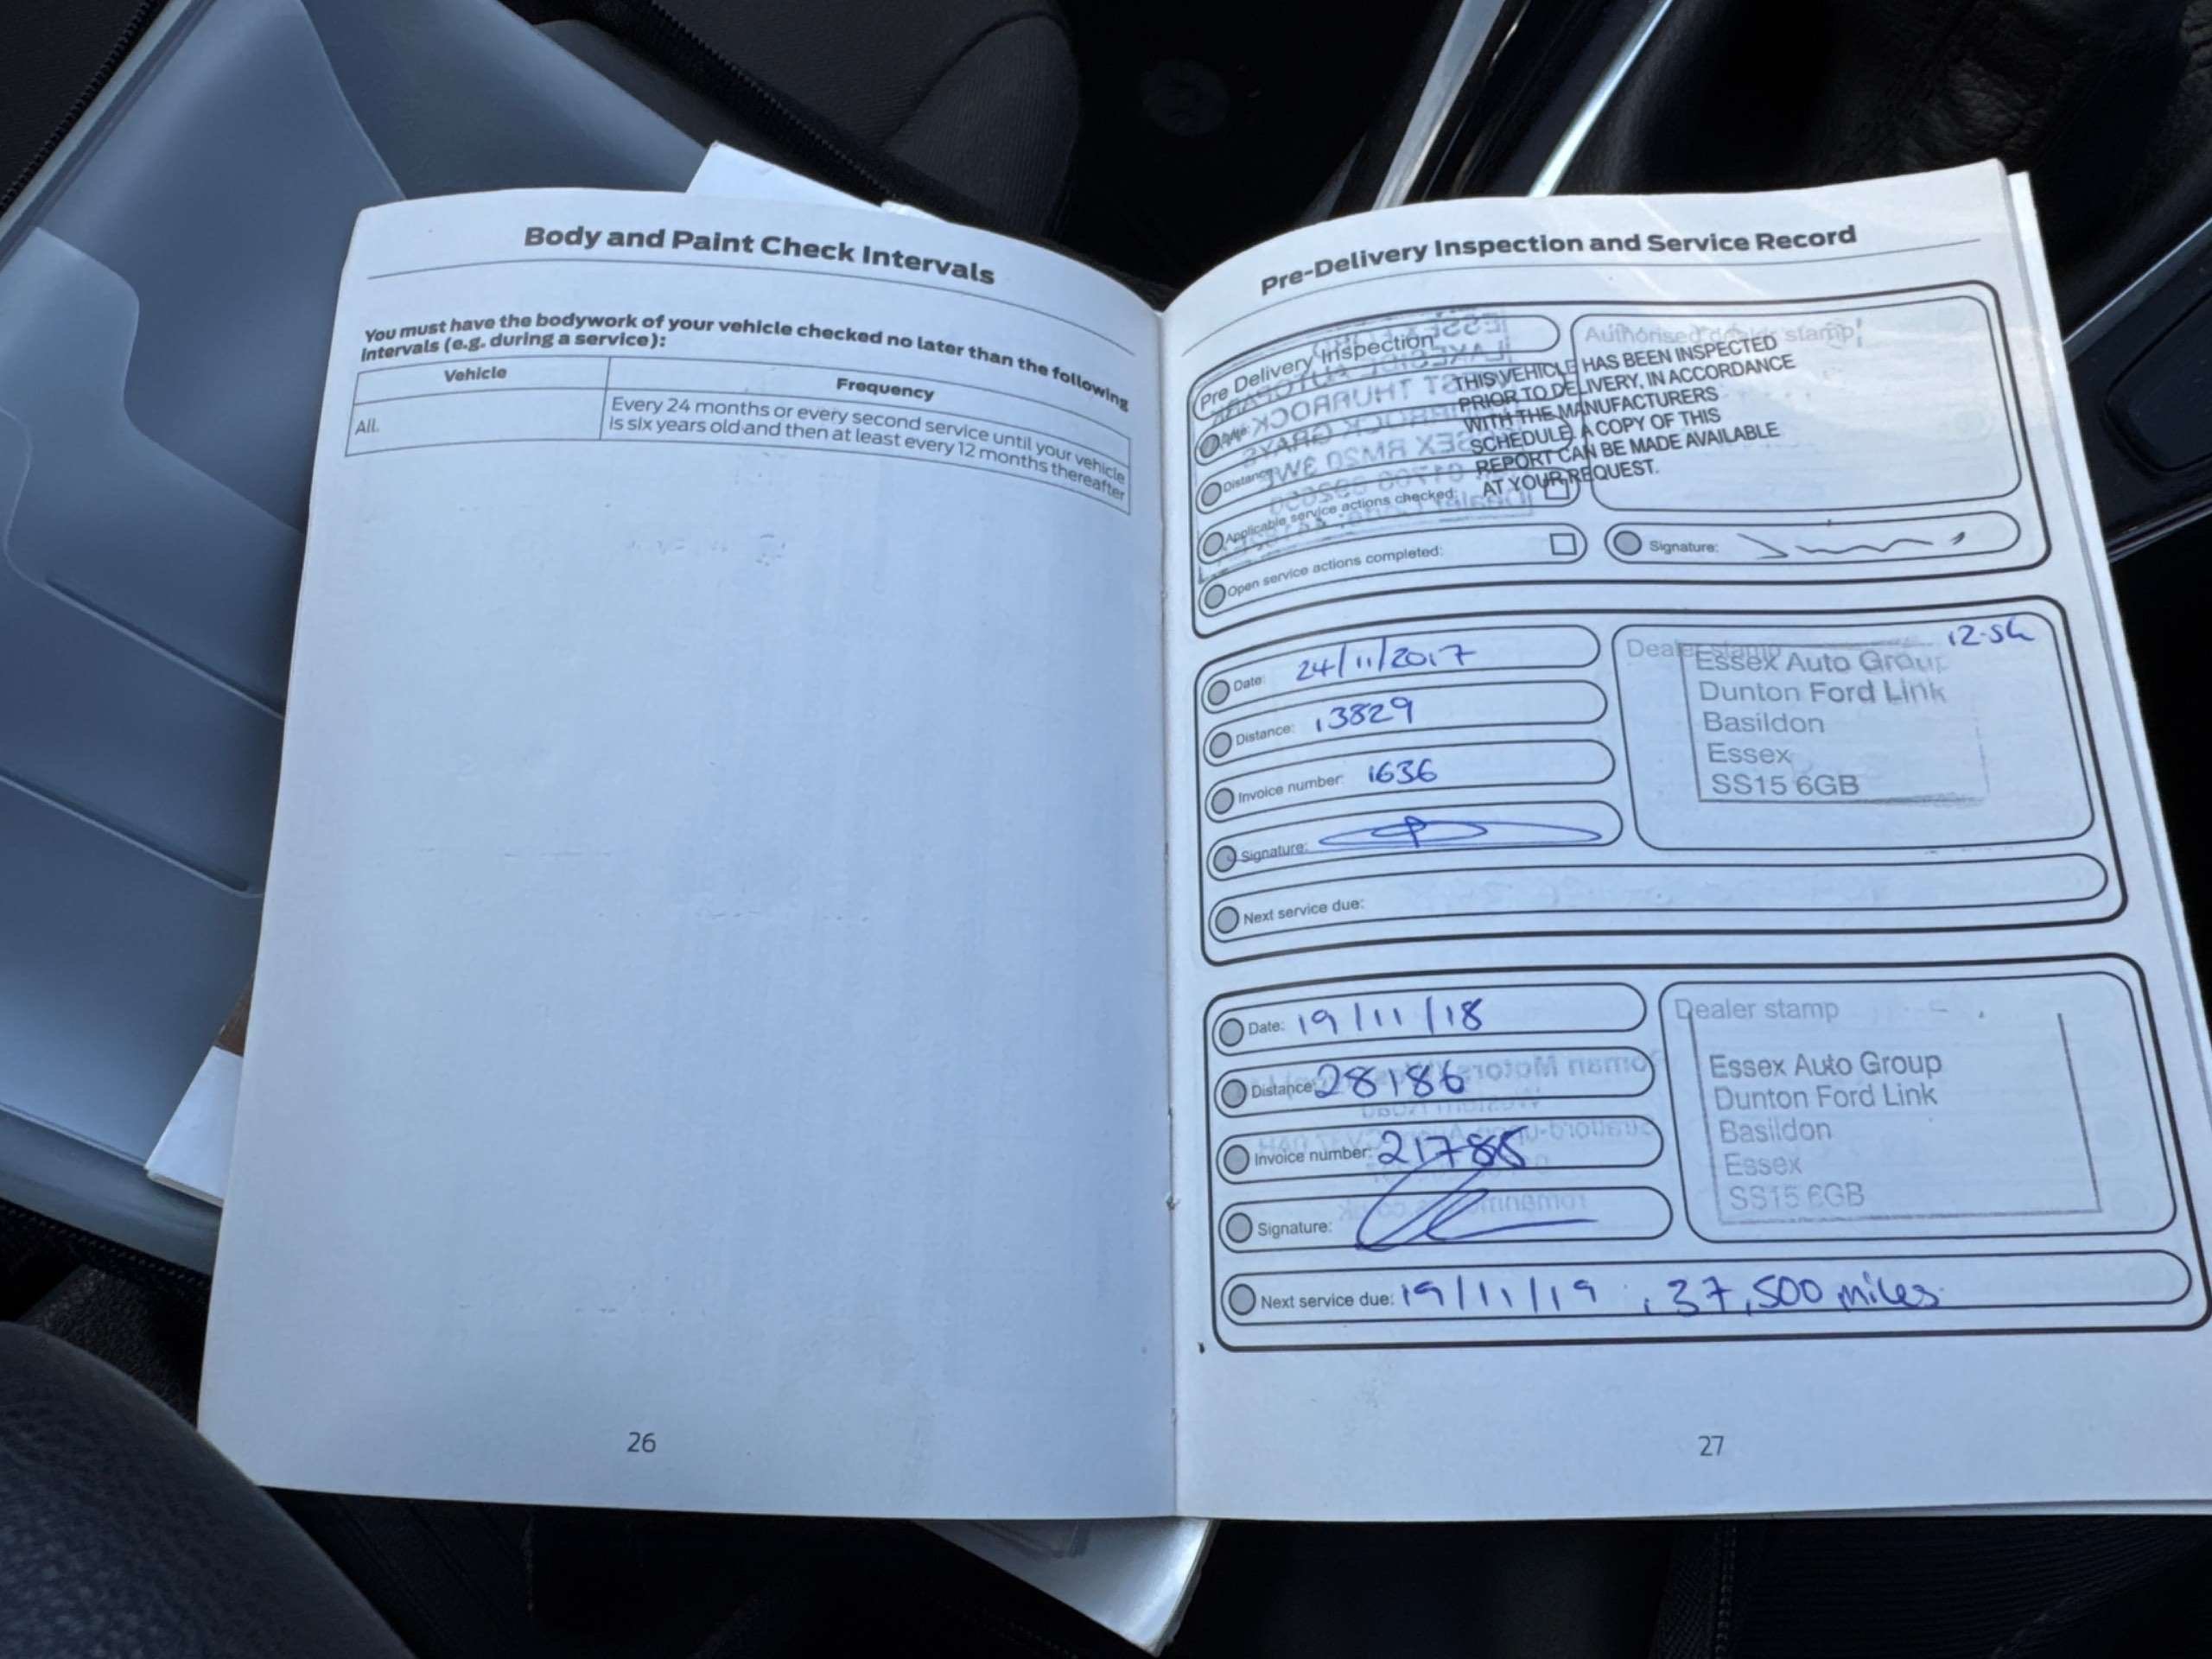 Body and Paint Check Intervals
You must have the bodywork of your vehicle checked no later than the following
intervals (e.g. during a service):
Vehicle
Frequency
All.
Every 24 months or every second service until your vehicle
is six years old and then at least every 12 months thereafter
26
Pre-Delivery Inspection and Service Record
Pre Delivery Inspection
Authorised dealer stamp
THIS VEHICLE HAS BEEN INSPECTED
PRIOR TO DELIVERY, IN ACCORDANCE
WITH THE MANUFACTURERS
SCHEDULE. A COPY OF THIS
REPORT CAN BE MADE AVAILABLE
AT YOUR REQUEST.
Date:
Distance:
Applicable service actions checked:
Open service actions completed:
Signature:
Date: 24/11/2017
Distance: 13829
Invoice number: 1636
Signature:
Next service due:
Dealer stamp
Essex Auto Group
Dunton Ford Link
Basildon
Essex
SS15 6GB
Date: 19/11/18
Distance: 28186
Invoice number:
Signature:
Dealer stamp
Essex Auto Group
Dunton Ford Link
Basildon
Essex
SS15 6GB
Next service due: 19/11/19 , 37,500 miles
27